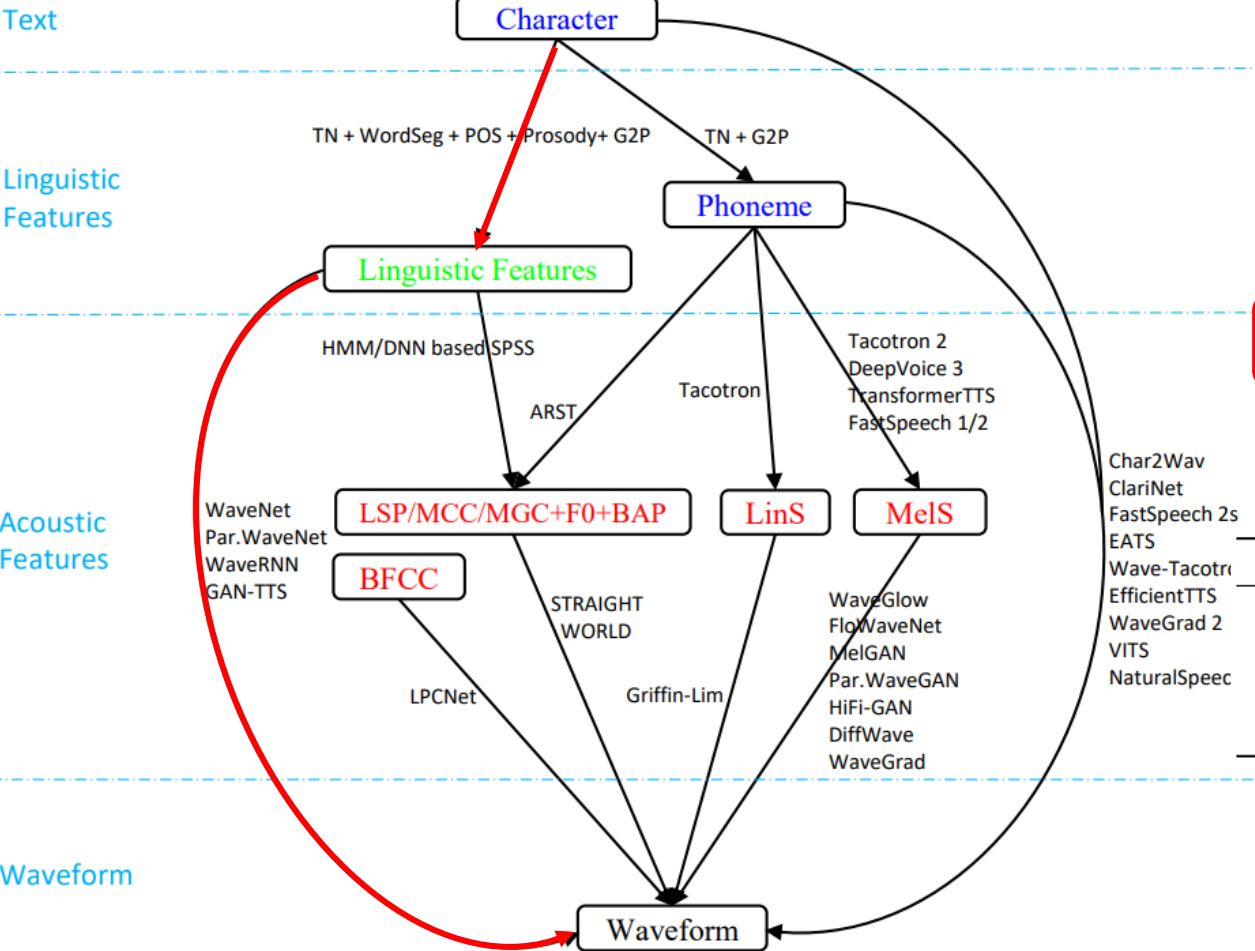 Text
Character
TN + WordSeg + POS + Prosody+ G2P
TN + G2P
Linguistic
Features
Phoneme
Linguistic Features
HMM/DNN based SPSS
ARST
Tacotron
Tacotron 2
DeepVoice 3
TransformerTTS
FastSpeech 1/2
Acoustic
Features
WaveNet
Par.WaveNet
WaveRNN
GAN-TTS
LSP/MCC/MGC+F0+BAP
LinS
MelS
BFCC
STRAIGHT
WORLD
LPCNet
Griffin-Lim
WaveGlow
FloWaveNet
MelGAN
Par.WaveGAN
HiFi-GAN
DiffWave
WaveGrad
Char2Wav
ClariNet
FastSpeech 2s
EATS
Wave-Tacotr
EfficientTTS
WaveGrad 2
VITS
NaturalSpeec
Waveform
Waveform